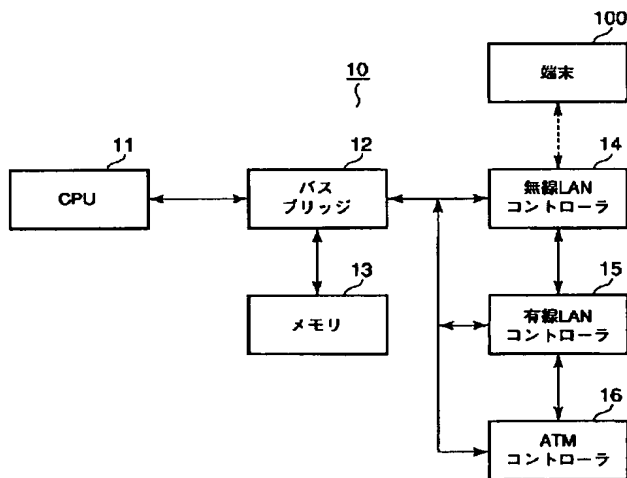 100
端末
10
11
CPU
12
バス
ブリッジ
14
無線LAN
コントローラ
13
メモリ
15
有線LAN
コントローラ
16
ATM
コントローラ